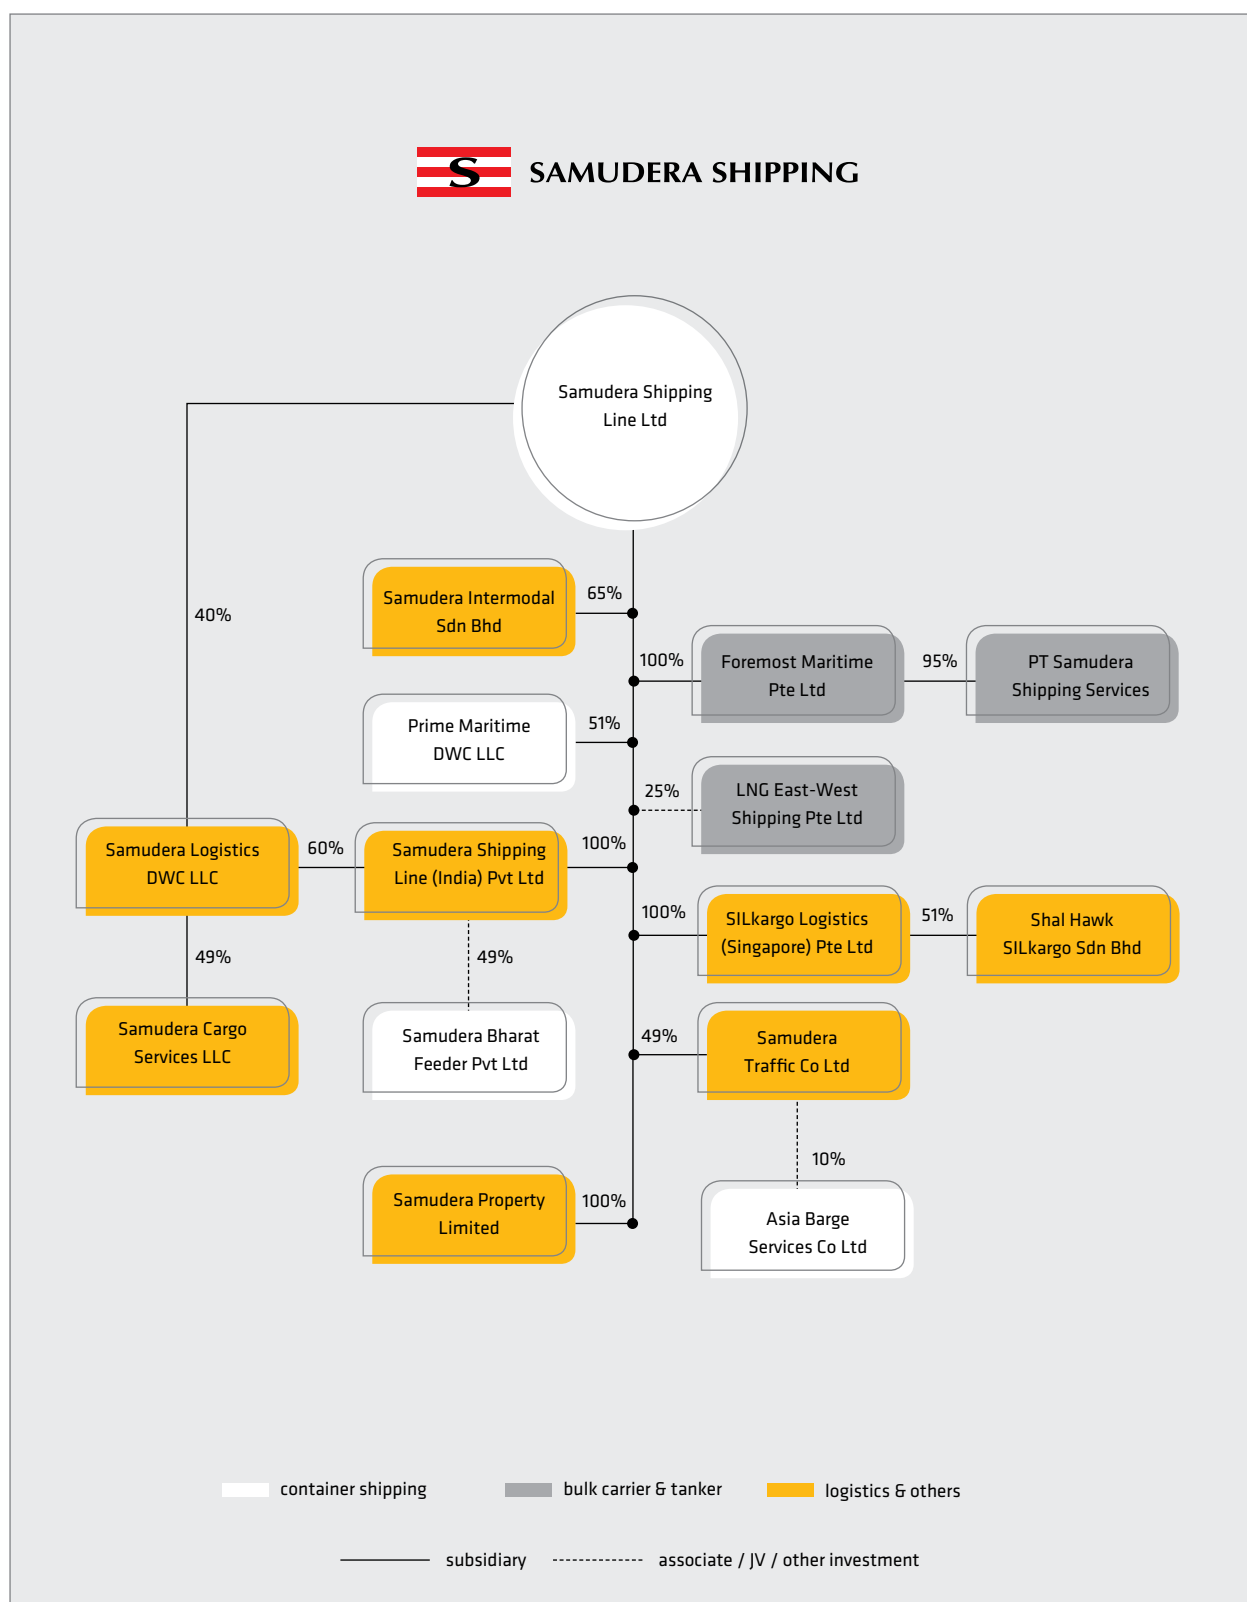 S
SAMUDERA SHIPPING
Samudera Shipping
Line Ltd
40%
Samudera Intermodal
Sdn Bhd
65%
100%
Foremost Maritime
Pte Ltd
95%
PT Samudera
Shipping Services
Prime Maritime
DWC LLC
51%
25%
LNG East-West
Shipping Pte Ltd
Samudera Logistics
DWC LLC
60%
Samudera Shipping
Line (India) Pvt Ltd
100%
100%
SILkargo Logistics
(Singapore) Pte Ltd
51%
Shal Hawk
SILkargo Sdn Bhd
49%
49%
Samudera Cargo
Services LLC
Samudera Bharat
Feeder Pvt Ltd
49%
Samudera
Traffic Co Ltd
10%
Samudera Property
Limited
100%
Asia Barge
Services Co Ltd
container shipping
bulk carrier & tanker
logistics & others
subsidiary
associate / JV / other investment